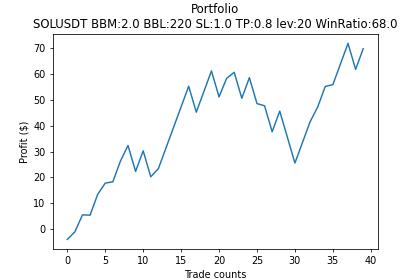 Portfolio
SOLUSDT BBM:2.0 BBL:220 SL:1.0 TP:0.8 lev:20 WinRatio:68.0
70
60
50
40
30
20
10
0
Profit ($)
0 5 10 15 20 25 30 35 40
Trade counts